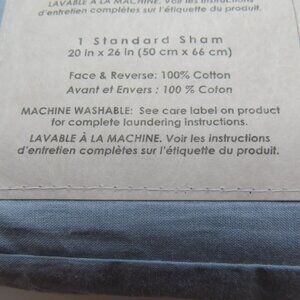 LAVABLE À LA MACHINE. Voir les instructions
d'entretien complètes sur l'étiquette du produit.
1 Standard Sham
20 in x 26 in (50 cm x 66 cm)
Face & Reverse: 100% Cotton
Avant et Envers : 100 % Coton
MACHINE WASHABLE: See care label on product
for complete laundering instructions.
LAVABLE À LA MACHINE. Voir les instructions
d'entretien complètes sur l'étiquette du produit.